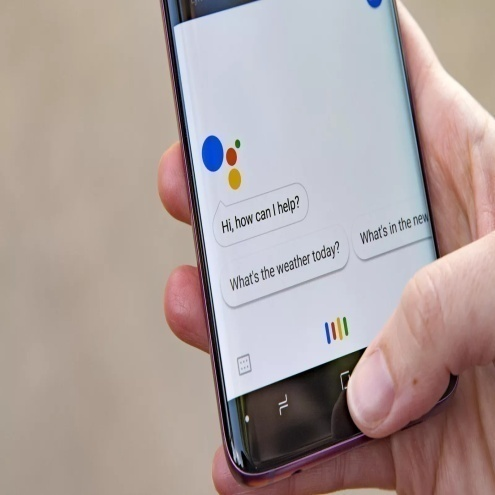 Hi, how can I help?
What's the weather today?
What's in the new